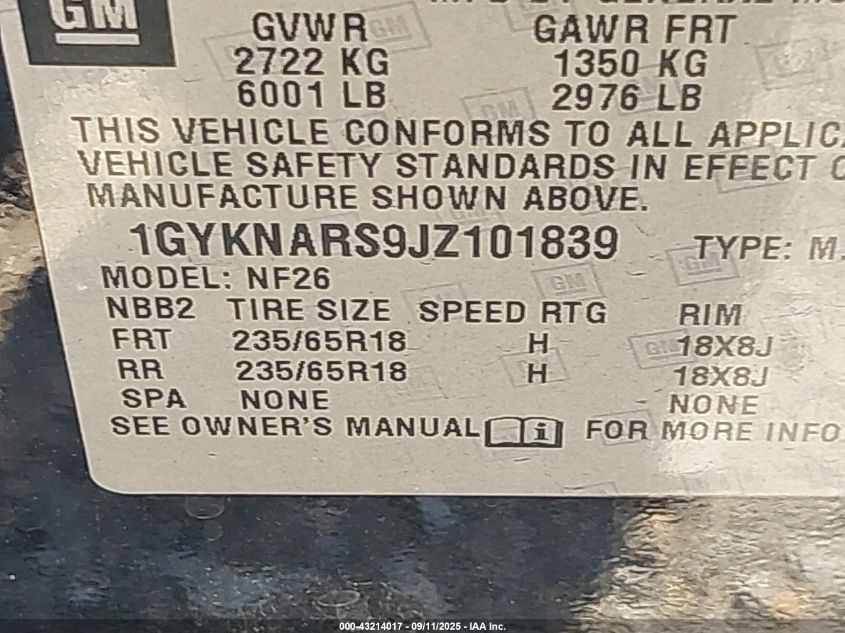 GM
GVWR GAWR FRT
2722 KG 1350 KG
6001 LB 2976 LB
THIS VEHICLE CONFORMS TO ALL APPLICA
VEHICLE SAFETY STANDARDS IN EFFECT O
MANUFACTURE SHOWN ABOVE.
1GYKNARS9JZ101839 TYPE: M.
MODEL: NF26
NBB2 TIRE SIZE SPEED RTG RIM
FRT 235/65R18 H 18X8J
RR 235/65R18 H 18X8J
SPA NONE NONE
SEE OWNER'S MANUAL i FOR MORE INFO
000-43214017 - 09/11/2025 - IAA Inc.